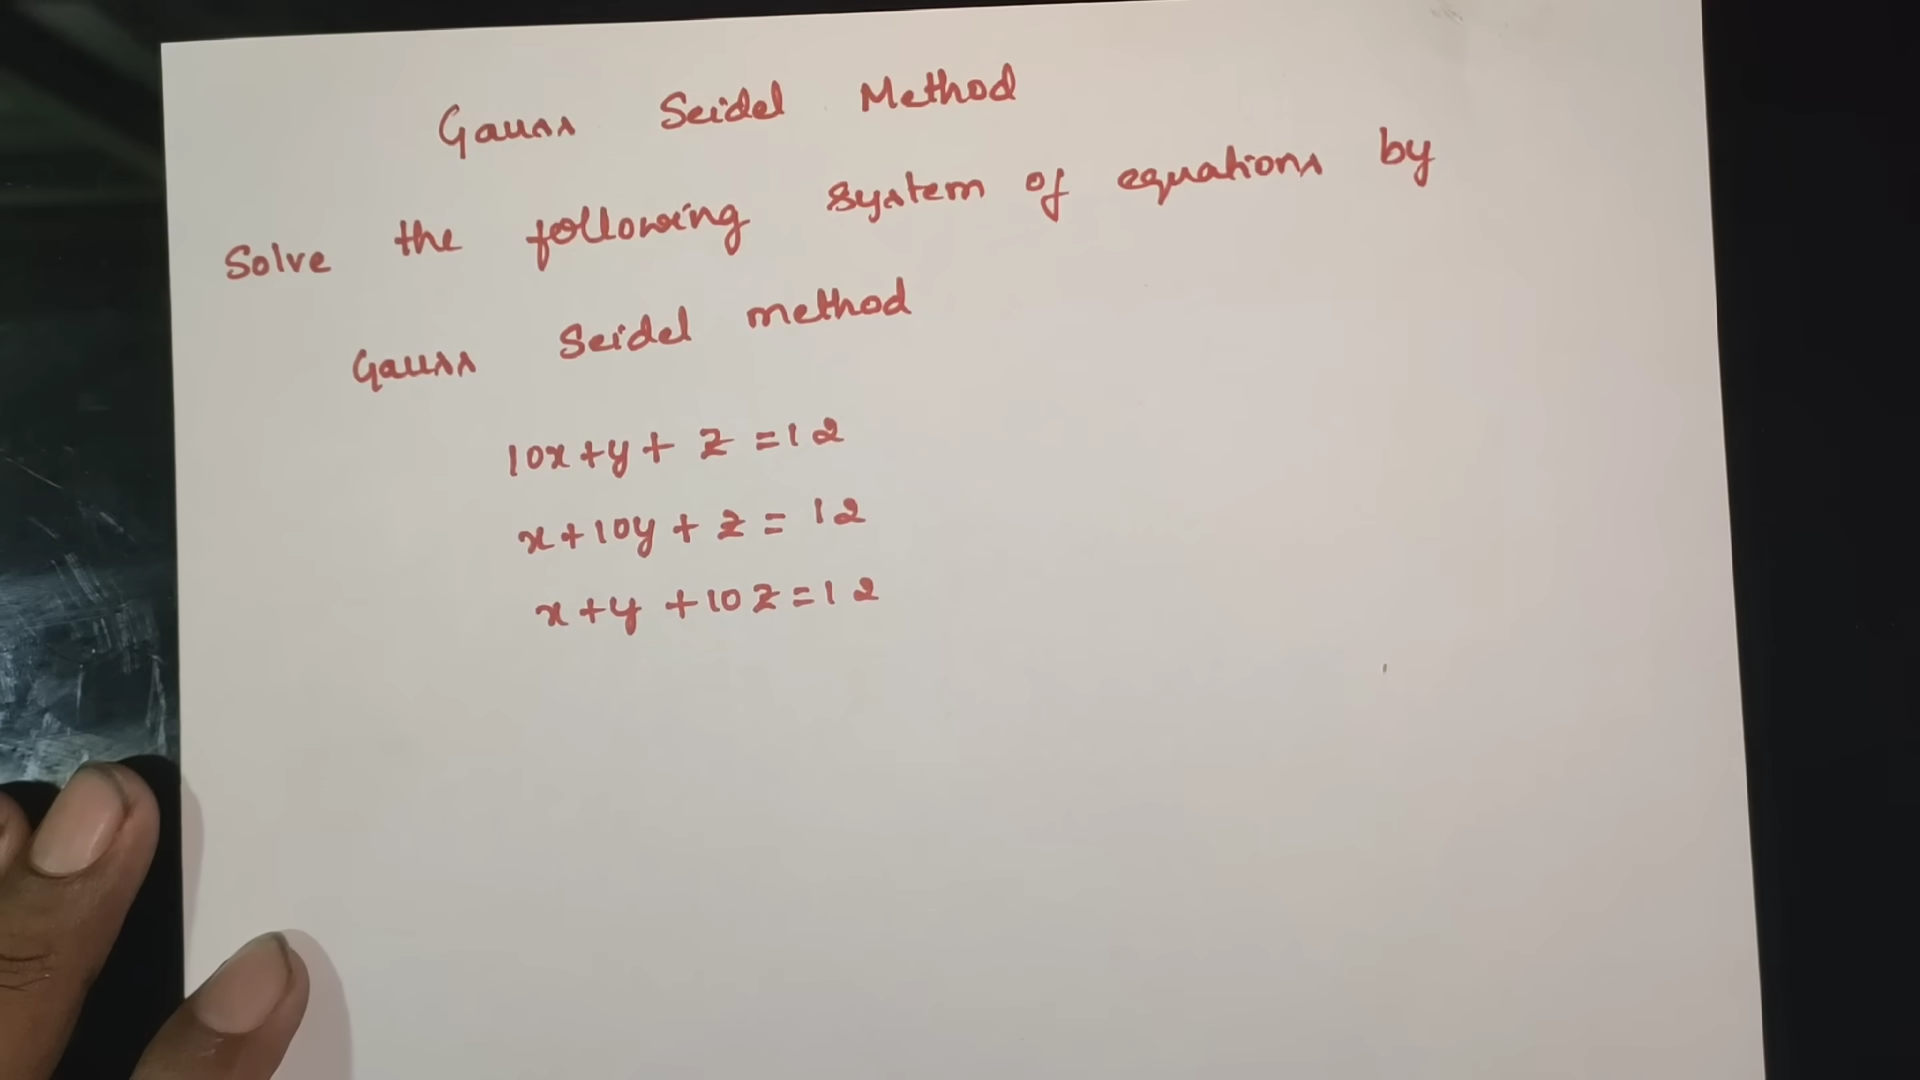 Gauss Seidel Method
Solve the following system of equations by
Gauss Seidel method
10x+y+z=12
x+10y+z=12
x+y+10z=12